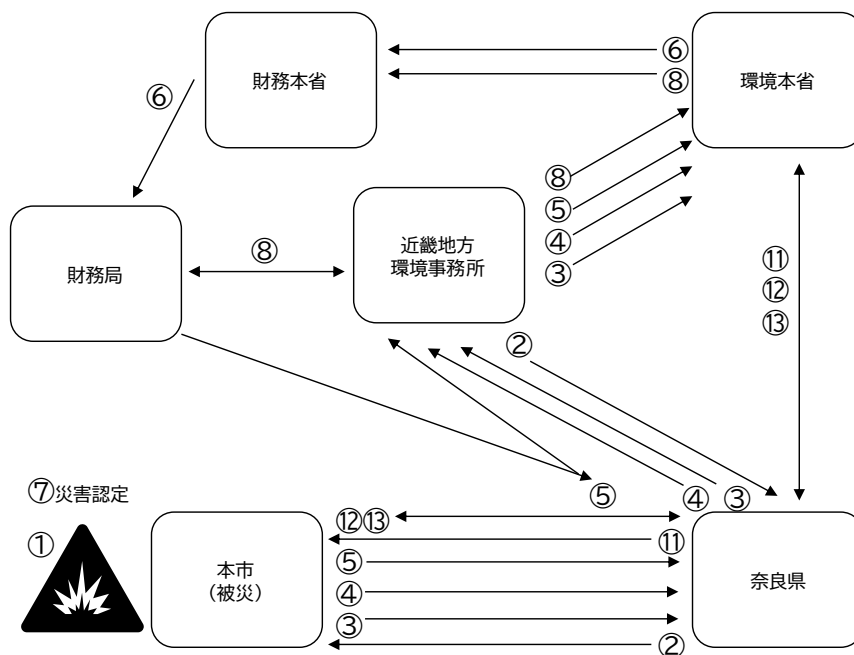 財務本省
⑥
⑧
環境本省
⑥
⑧
⑤
④
③
近畿地方
環境事務所
⑧
財務局
⑪
⑫
⑬
②
⑦災害認定
⑤
④
③
①
⑫⑬
⑪
本市
（被災）
⑤
④
③
②
奈良県